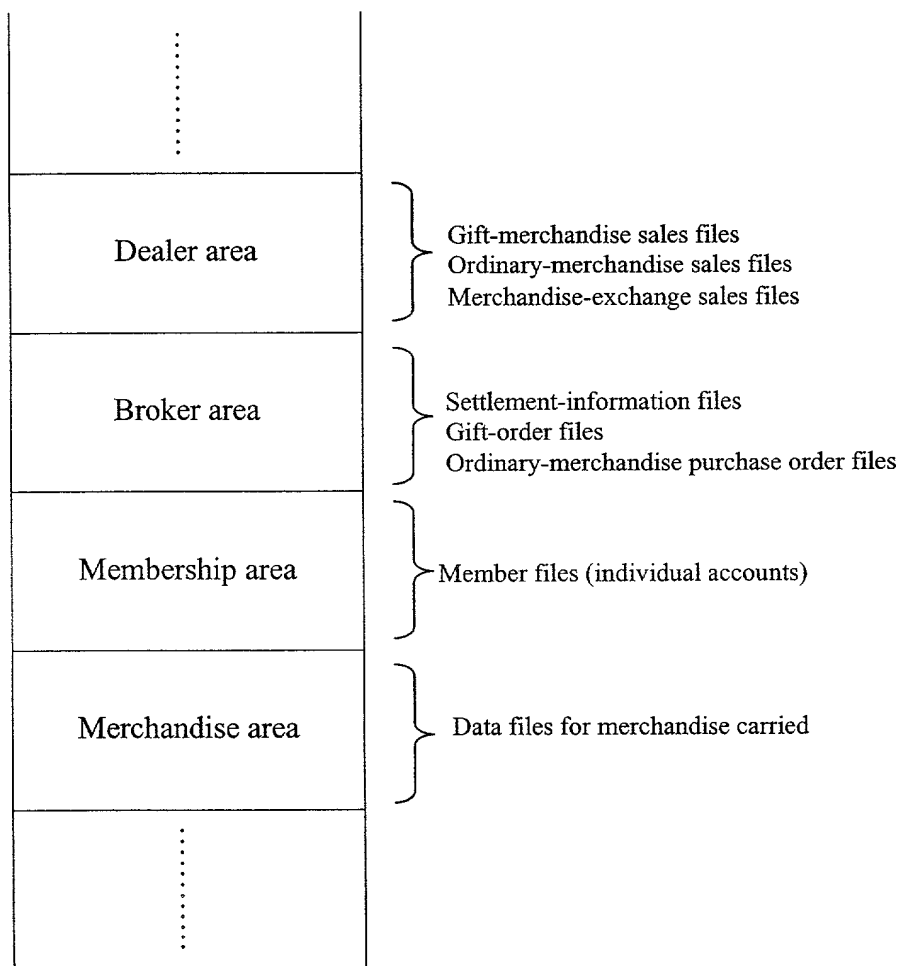 Dealer area
Gift-merchandise sales files
Ordinary-merchandise sales files
Merchandise-exchange sales files
Broker area
Settlement-information files
Gift-order files
Ordinary-merchandise purchase order files
Membership area
Member files (individual accounts)
Merchandise area
Data files for merchandise carried